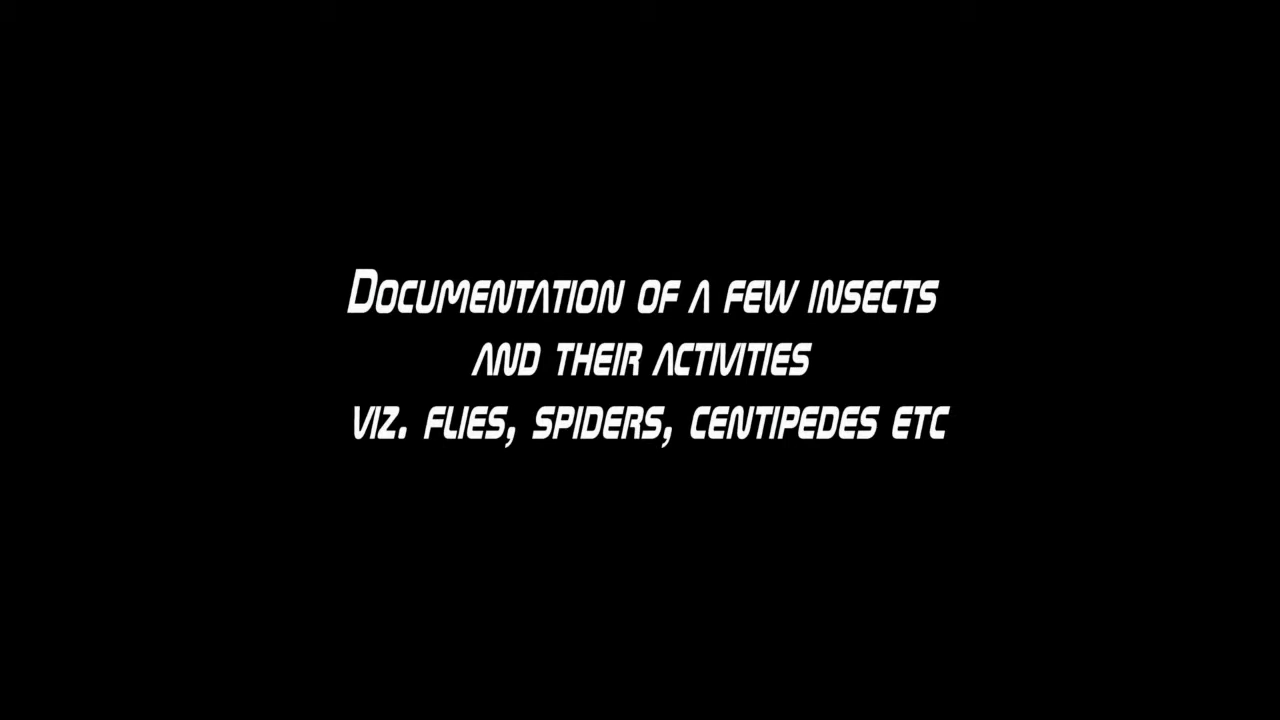 Documentation of a few insects
and their activities
viz. flies, spiders, centipedes etc